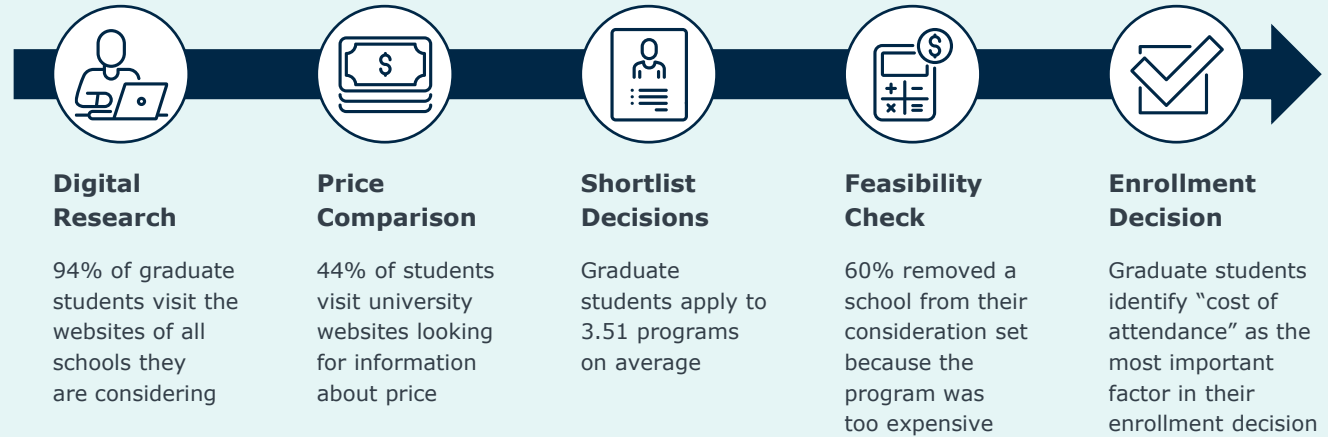 $
$
Digital
Research
94% of graduate
students visit the
websites of all
schools they
are considering
Price
Comparison
44% of students
visit university
websites looking
for information
about price
Shortlist
Decisions
Graduate
students apply to
3.51 programs
on average
Feasibility
Check
60% removed a
school from their
consideration set
because the
program was
too expensive
Enrollment
Decision
Graduate students
identify “cost of
attendance” as the
most important
factor in their
enrollment decision